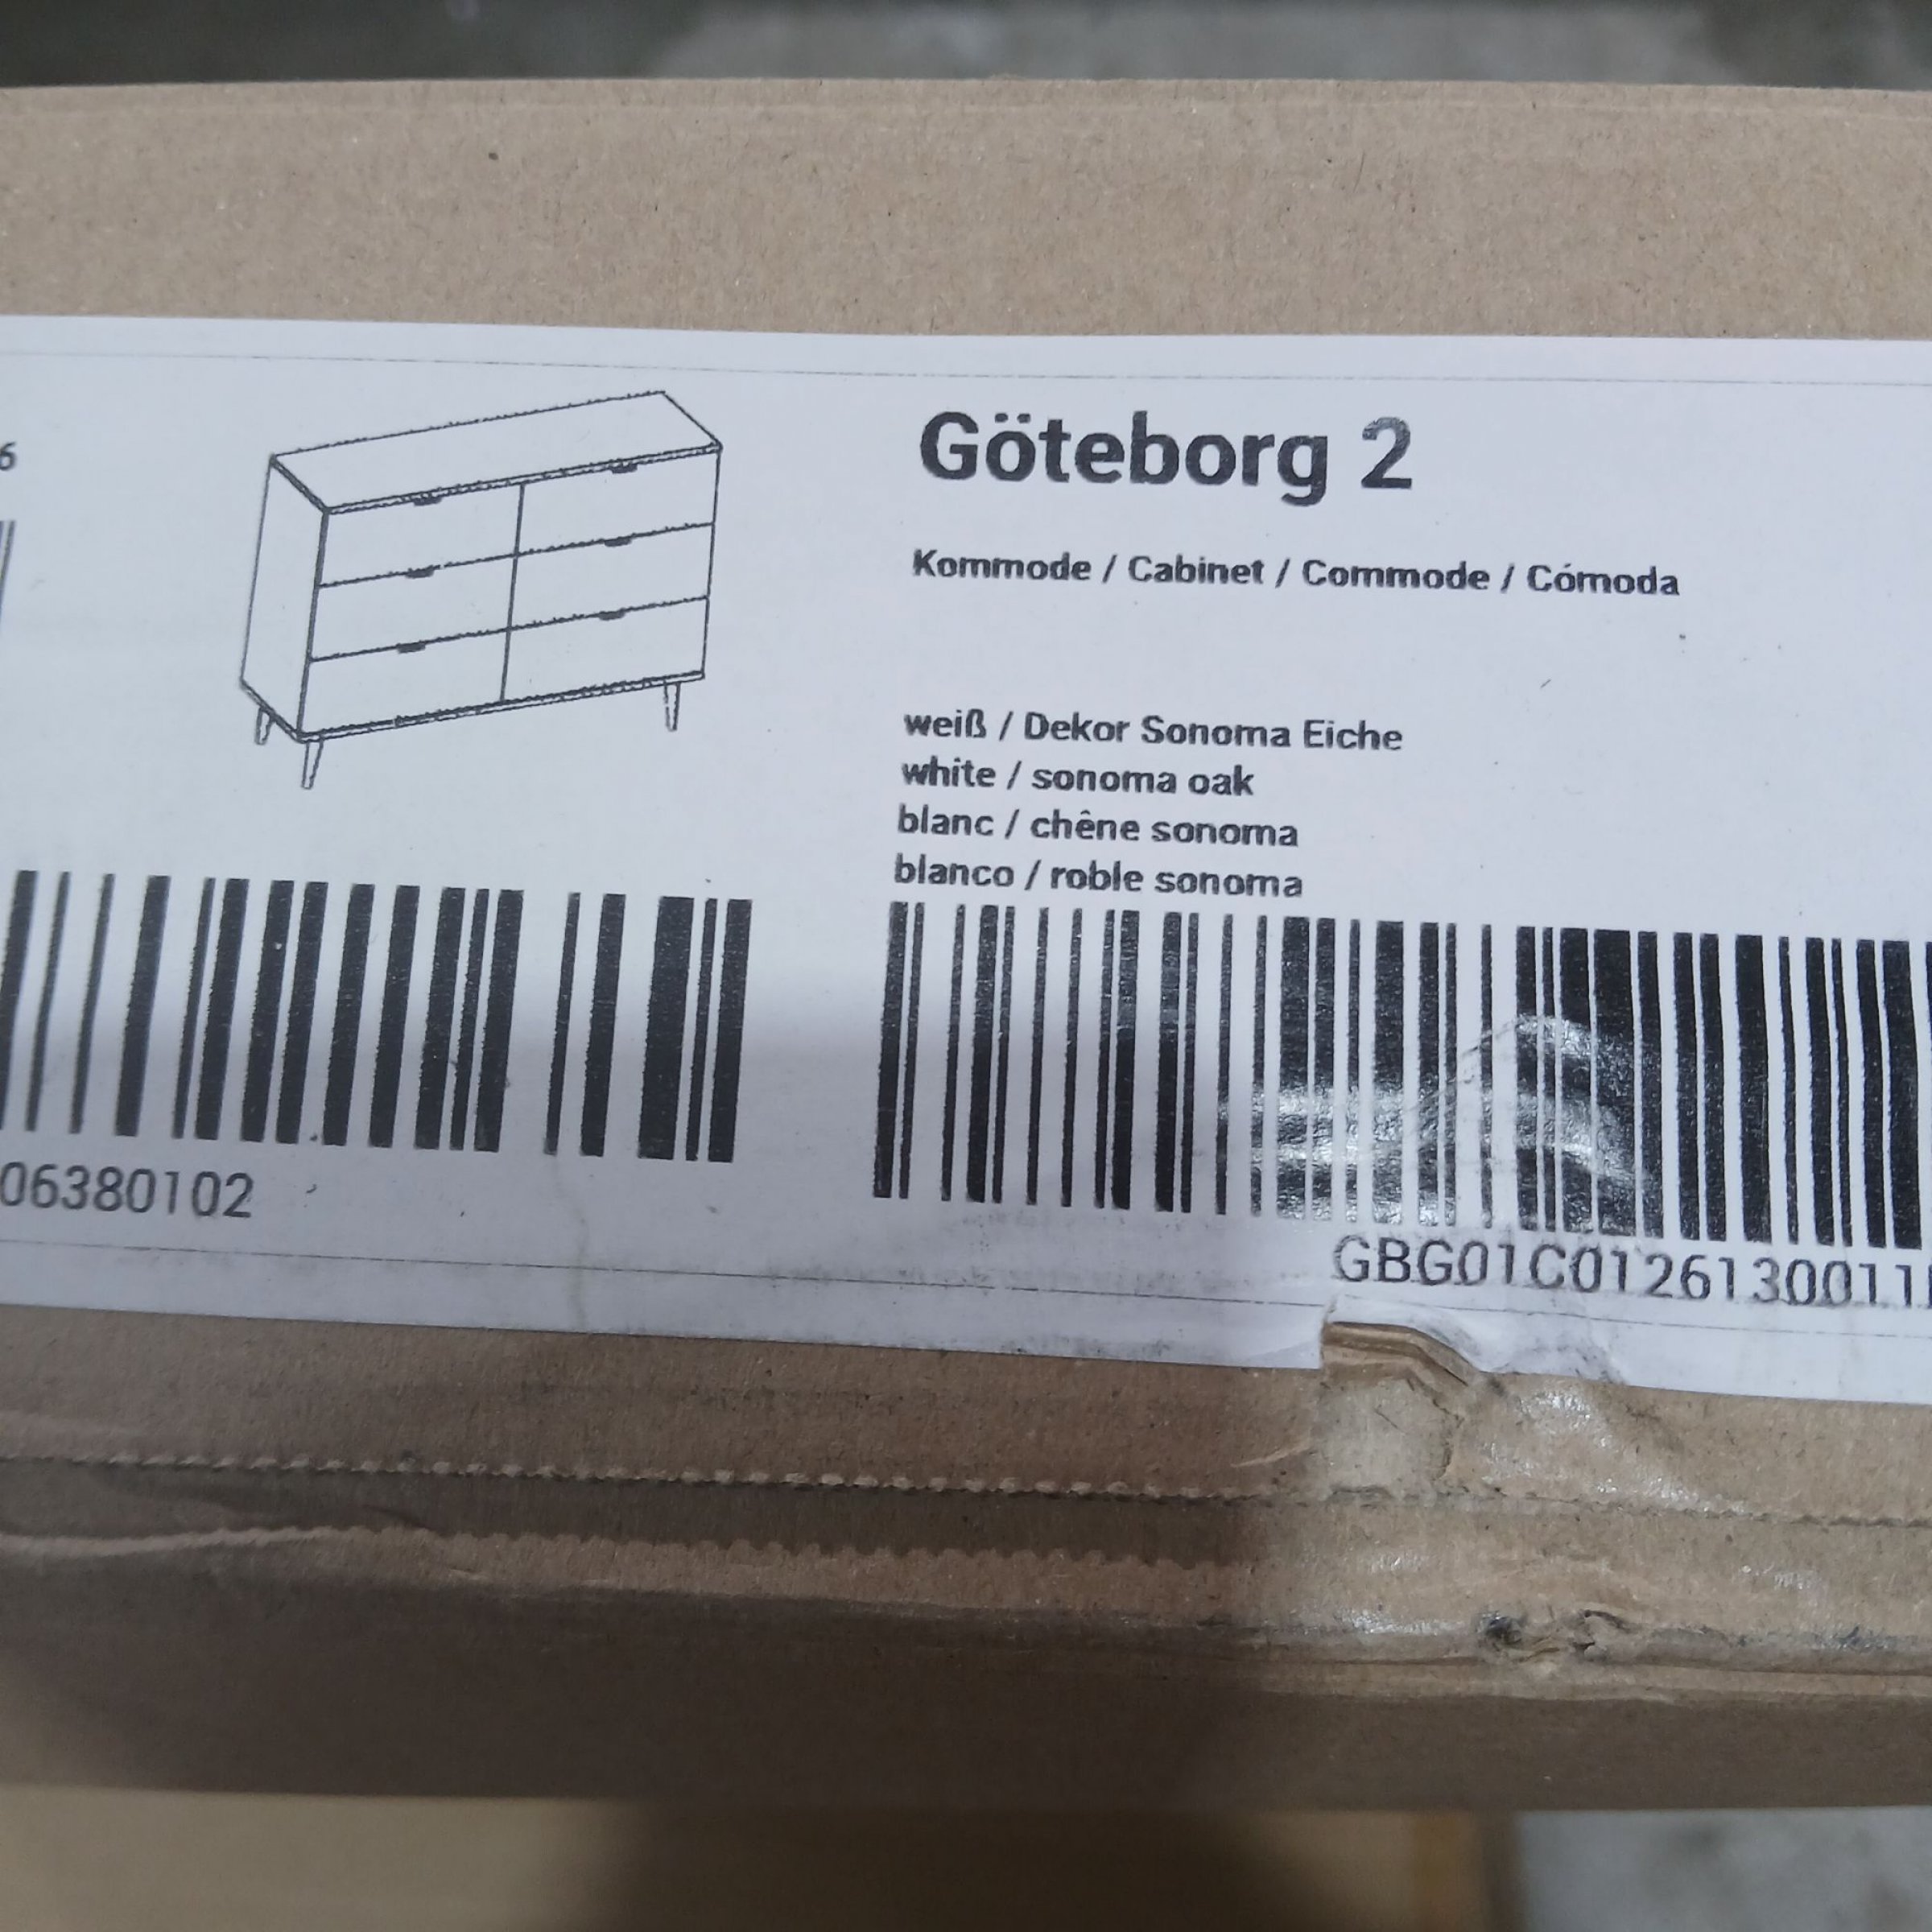 6
Göteborg 2
Kommode / Cabinet / Commode / Cómoda
weiß / Dekor Sonoma Eiche
white / sonoma oak
blanc / chêne sonoma
blanco / roble sonoma
06380102
GBG01C0126130011